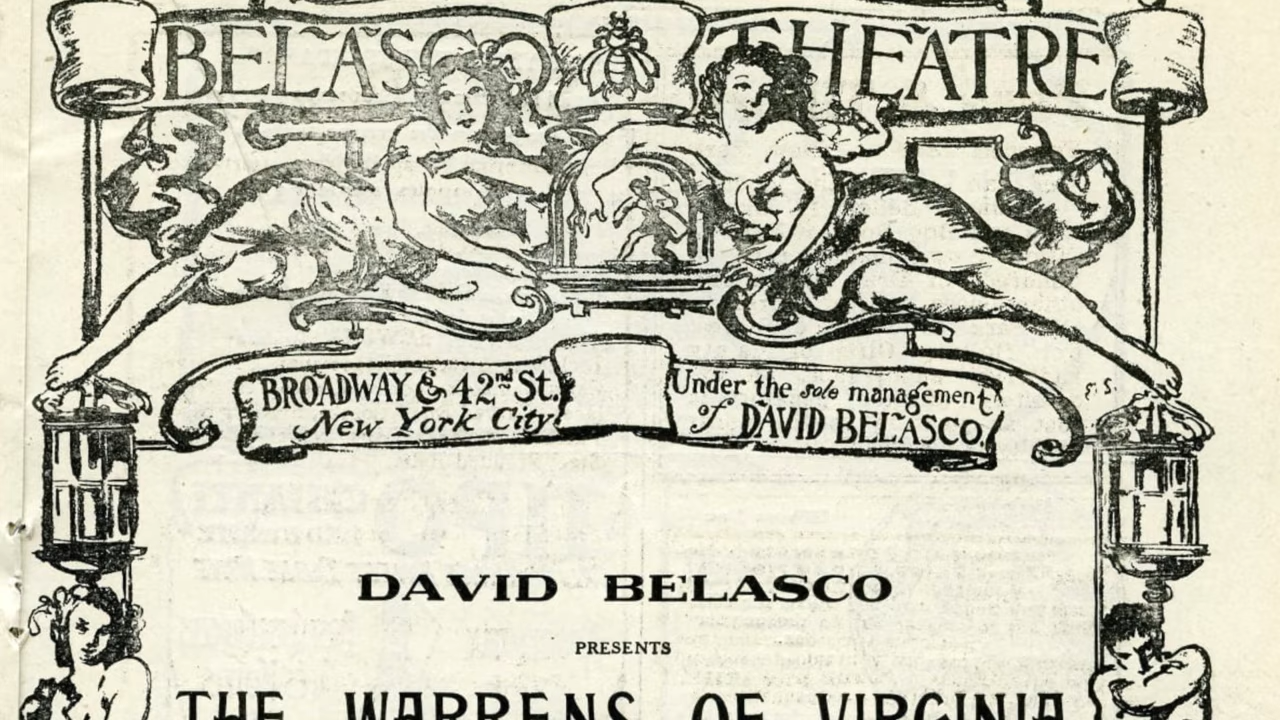 BELASCO THEATRE
BROADWAY & 42nd St.
New York City
Under the sole management
of DAVID BELASCO.
DAVID BELASCO
PRESENTS
THE WARRENS OF VIRGINIA